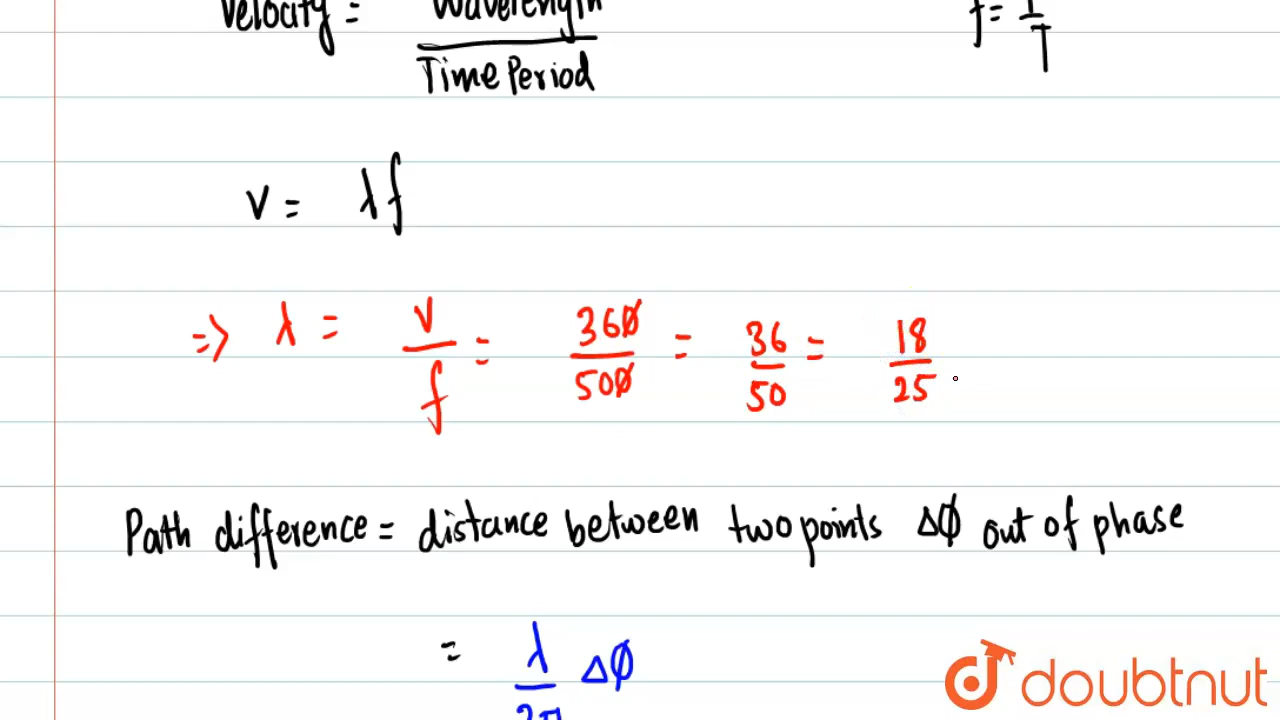 Velocity = Wavelength / Time Period
f = 1/T
v = λf
⇒ λ = v/f = 360/500 = 36/50 = 18/25
Path difference = distance between two points Δϕ out of phase
= λ/2π Δϕ
doubtnut